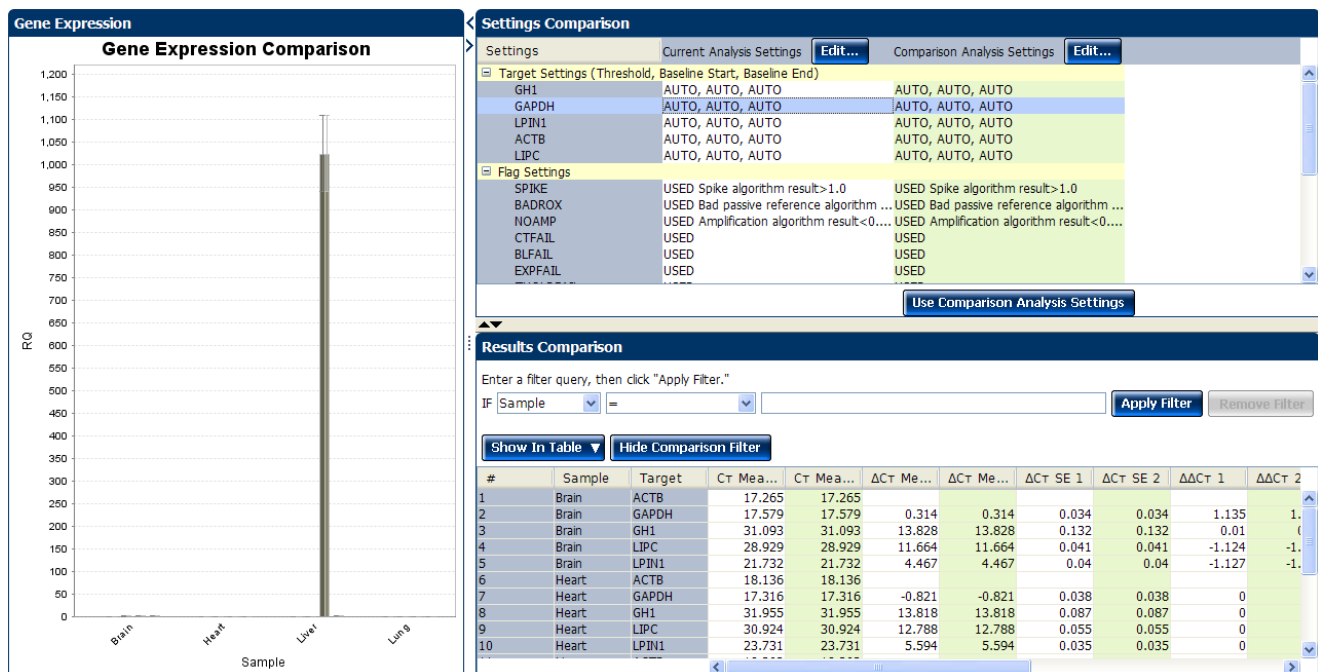 Gene Expression
Gene Expression Comparison
1,200
1,150
1,100
1,050
1,000
950
900
850
800
750
700
650
600
550
500
450
400
350
300
250
200
150
100
50
0
RQ
Brain
Heart
Liver
Lung
Sample
Settings Comparison
Settings Current Analysis Settings Edit... Comparison Analysis Settings Edit...
Target Settings (Threshold, Baseline Start, Baseline End)
GH1 AUTO, AUTO, AUTO AUTO, AUTO, AUTO
GAPDH AUTO, AUTO, AUTO AUTO, AUTO, AUTO
LPIN1 AUTO, AUTO, AUTO AUTO, AUTO, AUTO
ACTB AUTO, AUTO, AUTO AUTO, AUTO, AUTO
LIPC AUTO, AUTO, AUTO AUTO, AUTO, AUTO
Flag Settings
SPIKE USED Spike algorithm result>1.0 USED Spike algorithm result>1.0
BADROX USED Bad passive reference algorithm ... USED Bad passive reference algorithm ...
NOAMP USED Amplification algorithm result<0.... USED Amplification algorithm result<0....
CTFAIL USED USED
BLFAIL USED USED
EXPFAIL USED USED
Use Comparison Analysis Settings
Results Comparison
Enter a filter query, then click "Apply Filter."
IF Sample = Apply Filter Remove Filter
Show In Table ▼ Hide Comparison Filter
# Sample Target Cт Mea... Cт Mea... ΔCт Me... ΔCт Me... ΔCт SE 1 ΔCт SE 2 ΔΔCт 1 ΔΔCт 2
1 Brain ACTB 17.265 17.265
2 Brain GAPDH 17.579 17.579 0.314 0.314 0.034 0.034 1.135 1.
3 Brain GH1 31.093 31.093 13.828 13.828 0.132 0.132 0.01
4 Brain LIPC 28.929 28.929 11.664 11.664 0.041 0.041 -1.124 -1.
5 Brain LPIN1 21.732 21.732 4.467 4.467 0.04 0.04 -1.127 -1.
6 Heart ACTB 18.136 18.136
7 Heart GAPDH 17.316 17.316 -0.821 -0.821 0.038 0.038 0
8 Heart GH1 31.955 31.955 13.818 13.818 0.087 0.087 0
9 Heart LIPC 30.924 30.924 12.788 12.788 0.055 0.055 0
10 Heart LPIN1 23.731 23.731 5.594 5.594 0.035 0.035 0